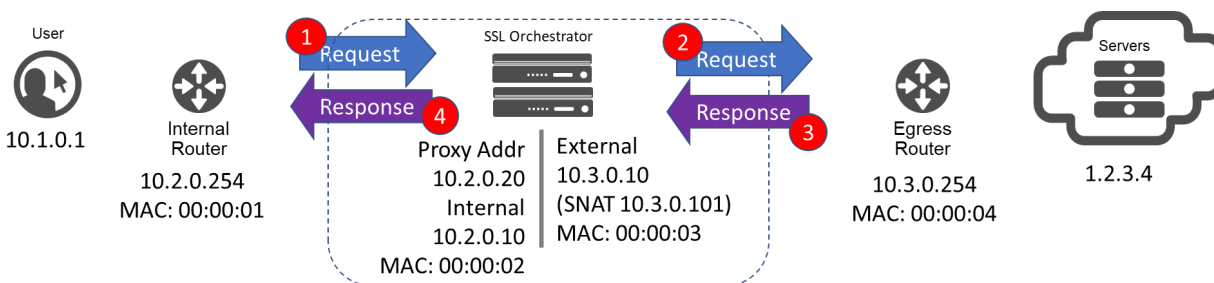 User
10.1.0.1
Internal
Router
10.2.0.254
MAC: 00:00:01
1
Request
Response
4
SSL Orchestrator
Proxy Addr
10.2.0.20
Internal
10.2.0.10
MAC: 00:00:02
External
10.3.0.10
(SNAT 10.3.0.101)
MAC: 00:00:03
2
Request
Response
3
Egress
Router
10.3.0.254
MAC: 00:00:04
Servers
1.2.3.4